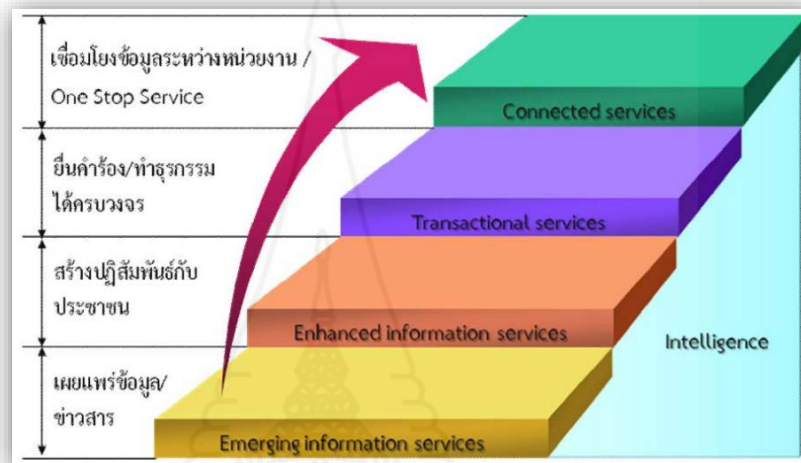 เชื่อมโยงข้อมูลระหว่างหน่วยงาน /
One Stop Service
Connected services
ยื่นคำร้อง/ทำธุรกรรม
ได้ครบวงจร
Transactional services
สร้างปฏิสัมพันธ์กับ
ประชาชน
Enhanced information services
Intelligence
เผยแพร่ข้อมูล/
ข่าวสาร
Emerging information services